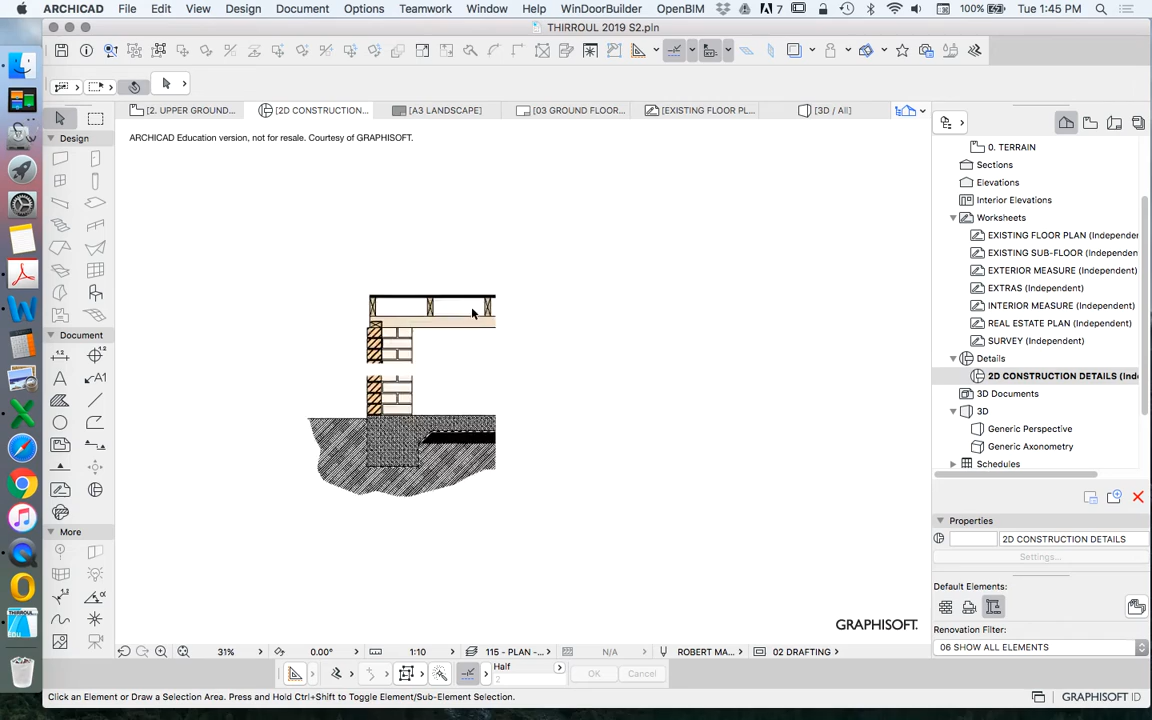 ARCHICAD File Edit View Design Document Options Teamwork Window Help WinDoorBuilder OpenBIM 7 100% Tue 1:45 PM
THIRROUL 2019 S2.pln
[2. UPPER GROUND... [2D CONSTRUCTION... [A3 LANDSCAPE] [03 GROUND FLOOR... [EXISTING FLOOR PL... [3D / All]
ARCHICAD Education version, not for resale. Courtesy of GRAPHISOFT.
Design
Document
1.2
A A1
More
0. TERRAIN
Sections
Elevations
Interior Elevations
Worksheets
EXISTING FLOOR PLAN (Independen
EXISTING SUB-FLOOR (Independen
EXTERIOR MEASURE (Independent)
EXTRAS (Independent)
INTERIOR MEASURE (Independent)
REAL ESTATE PLAN (Independent)
SURVEY (Independent)
Details
2D CONSTRUCTION DETAILS (Ind
3D Documents
3D
Generic Perspective
Generic Axonometry
Schedules
Properties
2D CONSTRUCTION DETAILS
Settings...
Default Elements:
Renovation Filter:
06 SHOW ALL ELEMENTS
GRAPHISOFT.
31% 0.00° 1:10 115 - PLAN -... N/A ROBERT MA... 02 DRAFTING
Half
2
OK Cancel
Click an Element or Draw a Selection Area. Press and Hold Ctrl+Shift to Toggle Element/Sub-Element Selection.
GRAPHISOFT ID